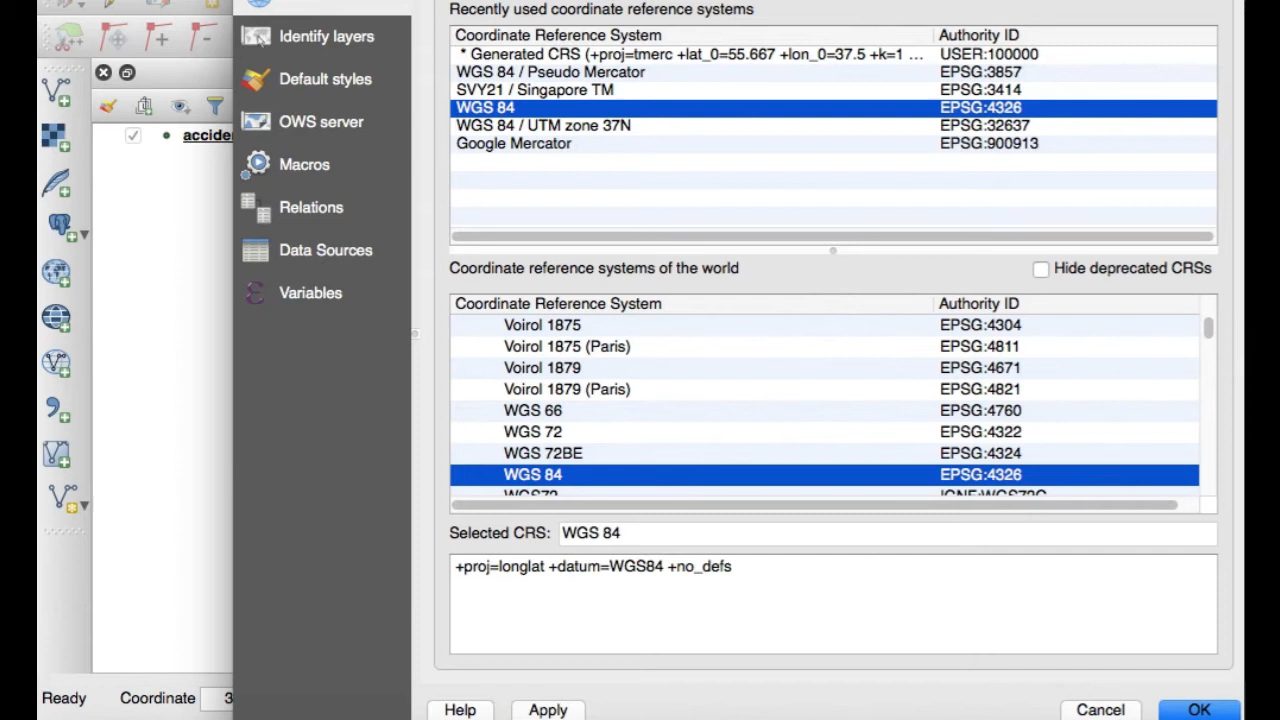 Recently used coordinate reference systems
Coordinate Reference System Authority ID
* Generated CRS (+proj=tmerc +lat_0=55.667 +lon_0=37.5 +k=1 ... USER:100000
WGS 84 / Pseudo Mercator EPSG:3857
SVY21 / Singapore TM EPSG:3414
WGS 84 EPSG:4326
WGS 84 / UTM zone 37N EPSG:32637
Google Mercator EPSG:900913
Identify layers
Default styles
OWS server
Macros
Relations
Data Sources
Variables
acciden
Coordinate reference systems of the world
Hide deprecated CRSs
Coordinate Reference System Authority ID
Voirol 1875 EPSG:4304
Voirol 1875 (Paris) EPSG:4811
Voirol 1879 EPSG:4671
Voirol 1879 (Paris) EPSG:4821
WGS 66 EPSG:4760
WGS 72 EPSG:4322
WGS 72BE EPSG:4324
WGS 84 EPSG:4326
WGS72 IGNF:WGS72G
Selected CRS: WGS 84
+proj=longlat +datum=WGS84 +no_defs
Ready Coordinate 3
Help Apply Cancel OK